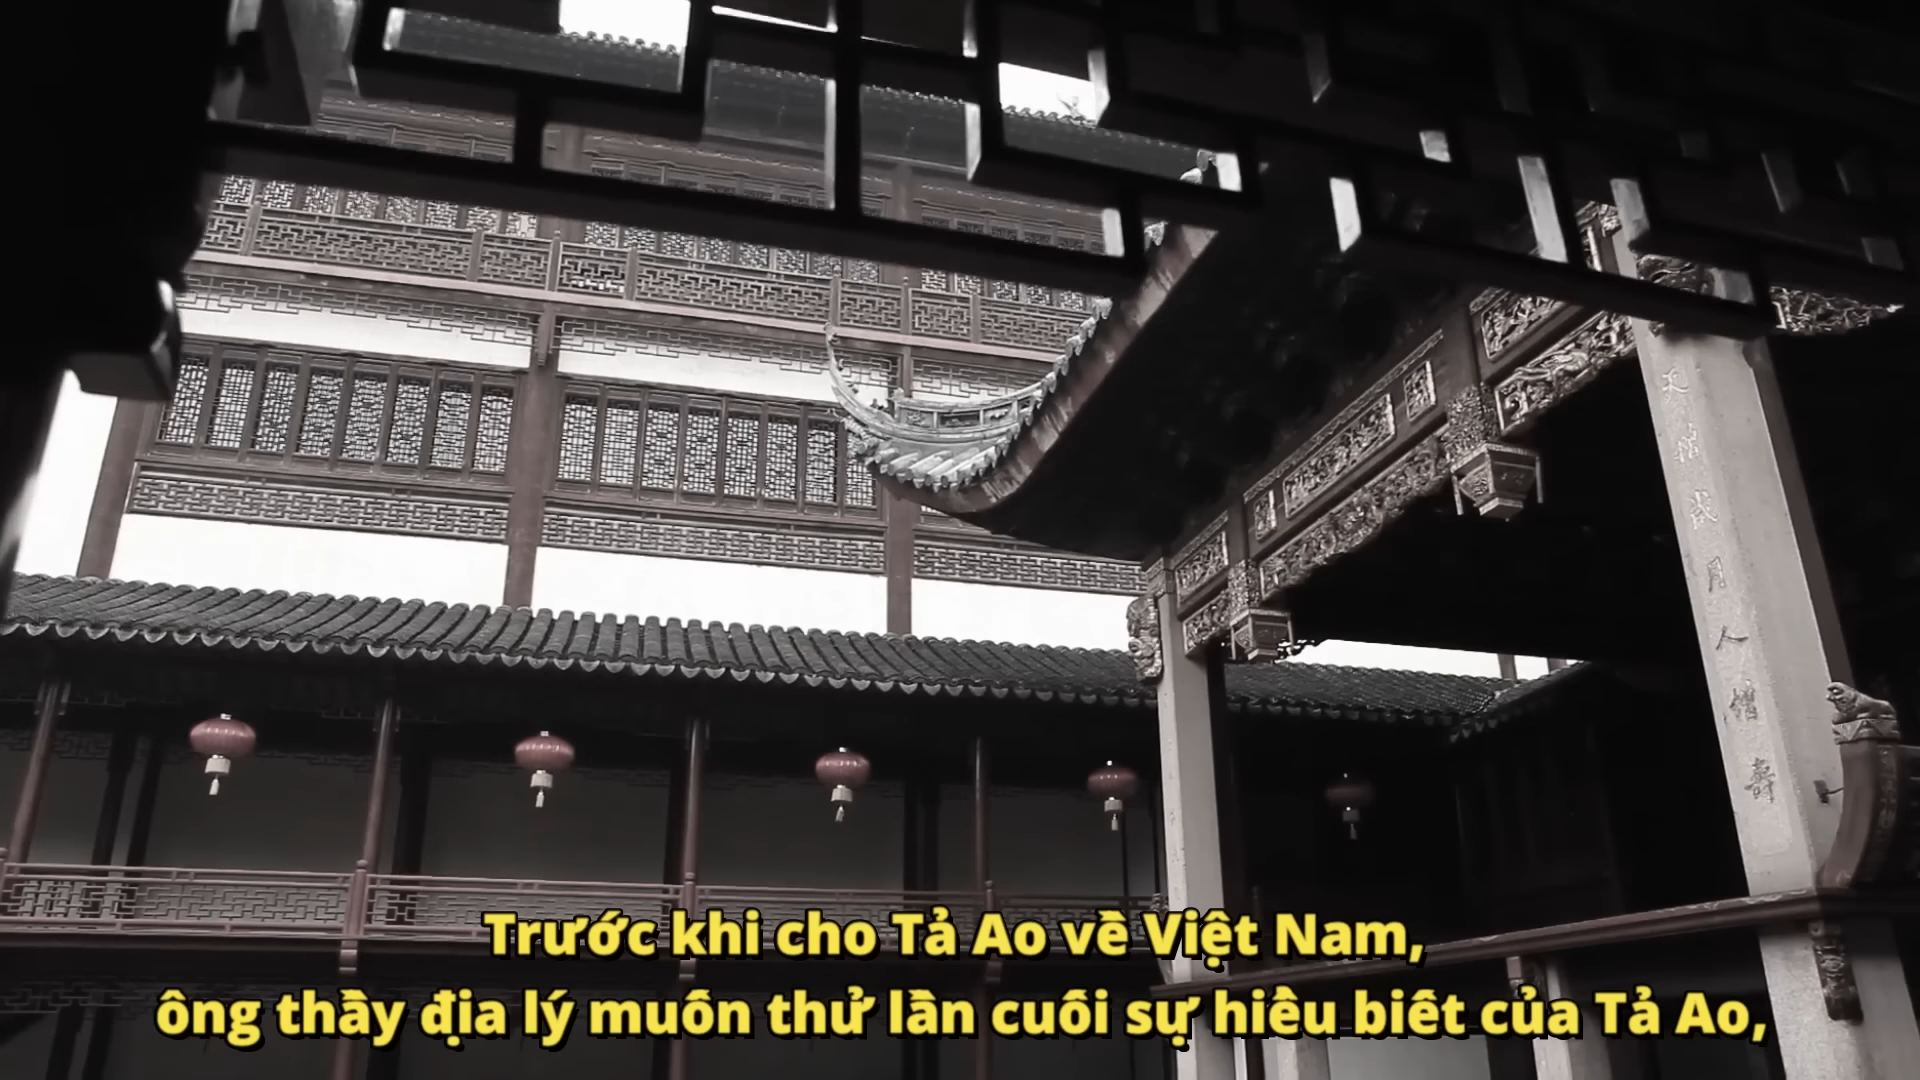 Trước khi cho Tả Ao về Việt Nam,
ông thầy địa lý muốn thử lần cuối sự hiểu biết của Tả Ao,